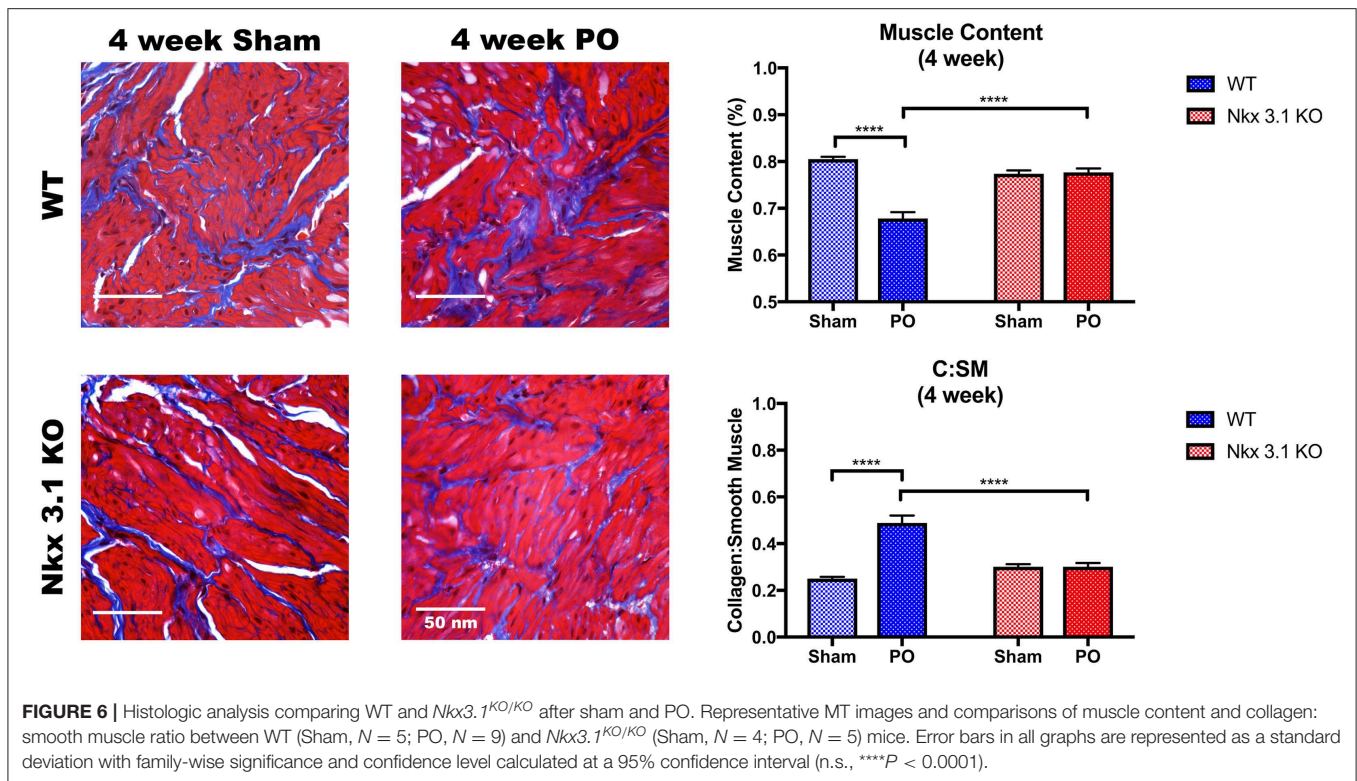 4 week Sham
4 week PO
WT
Nkx 3.1 KO
50 nm
Muscle Content
(4 week)
Muscle Content (%)
1.0
0.9
0.8
0.7
0.6
0.5
****
****
Sham
PO
Sham
PO
WT
Nkx 3.1 KO
C:SM
(4 week)
Collagen:Smooth Muscle
1.0
0.8
0.6
0.4
0.2
0.0
****
****
Sham
PO
Sham
PO
WT
Nkx 3.1 KO
FIGURE 6 | Histologic analysis comparing WT and Nkx3.1KO/KO after sham and PO. Representative MT images and comparisons of muscle content and collagen:
smooth muscle ratio between WT (Sham, N = 5; PO, N = 9) and Nkx3.1KO/KO (Sham, N = 4; PO, N = 5) mice. Error bars in all graphs are represented as a standard
deviation with family-wise significance and confidence level calculated at a 95% confidence interval (n.s., ****P < 0.0001).